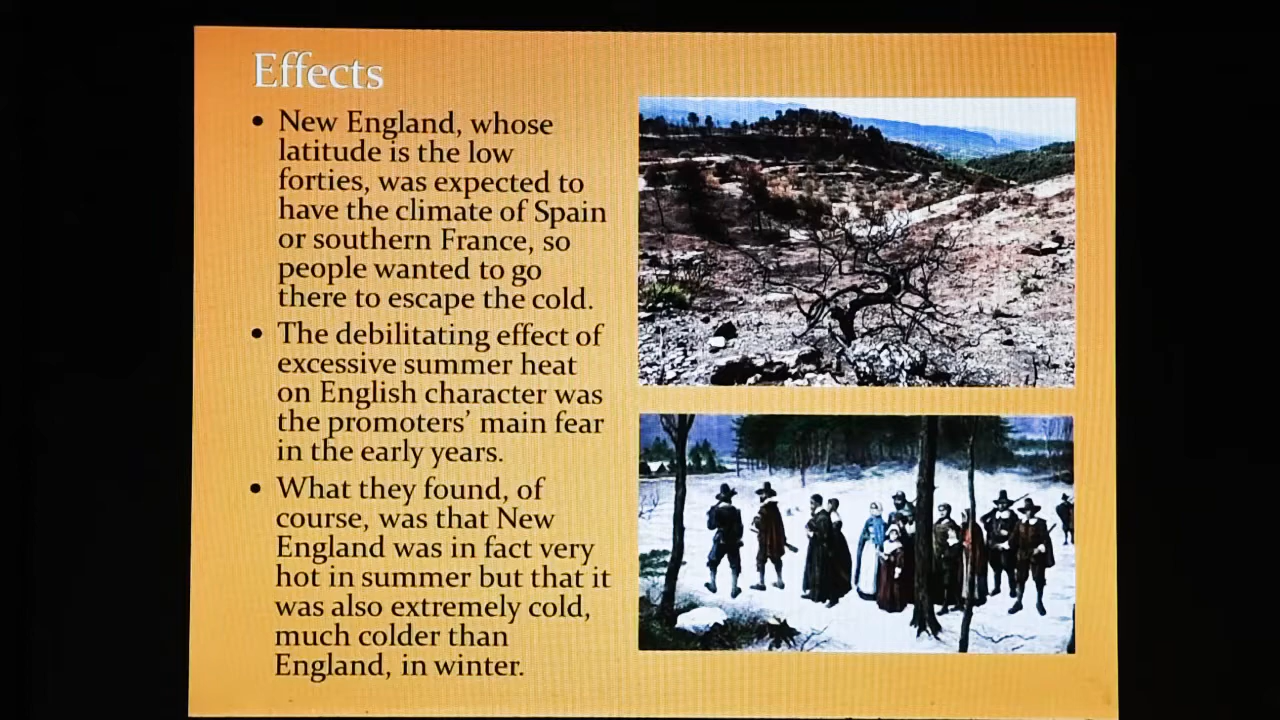 Effects
• New England, whose
latitude is the low
forties, was expected to
have the climate of Spain
or southern France, so
people wanted to go
there to escape the cold.
• The debilitating effect of
excessive summer heat
on English character was
the promoters’ main fear
in the early years.
• What they found, of
course, was that New
England was in fact very
hot in summer but that it
was also extremely cold,
much colder than
England, in winter.